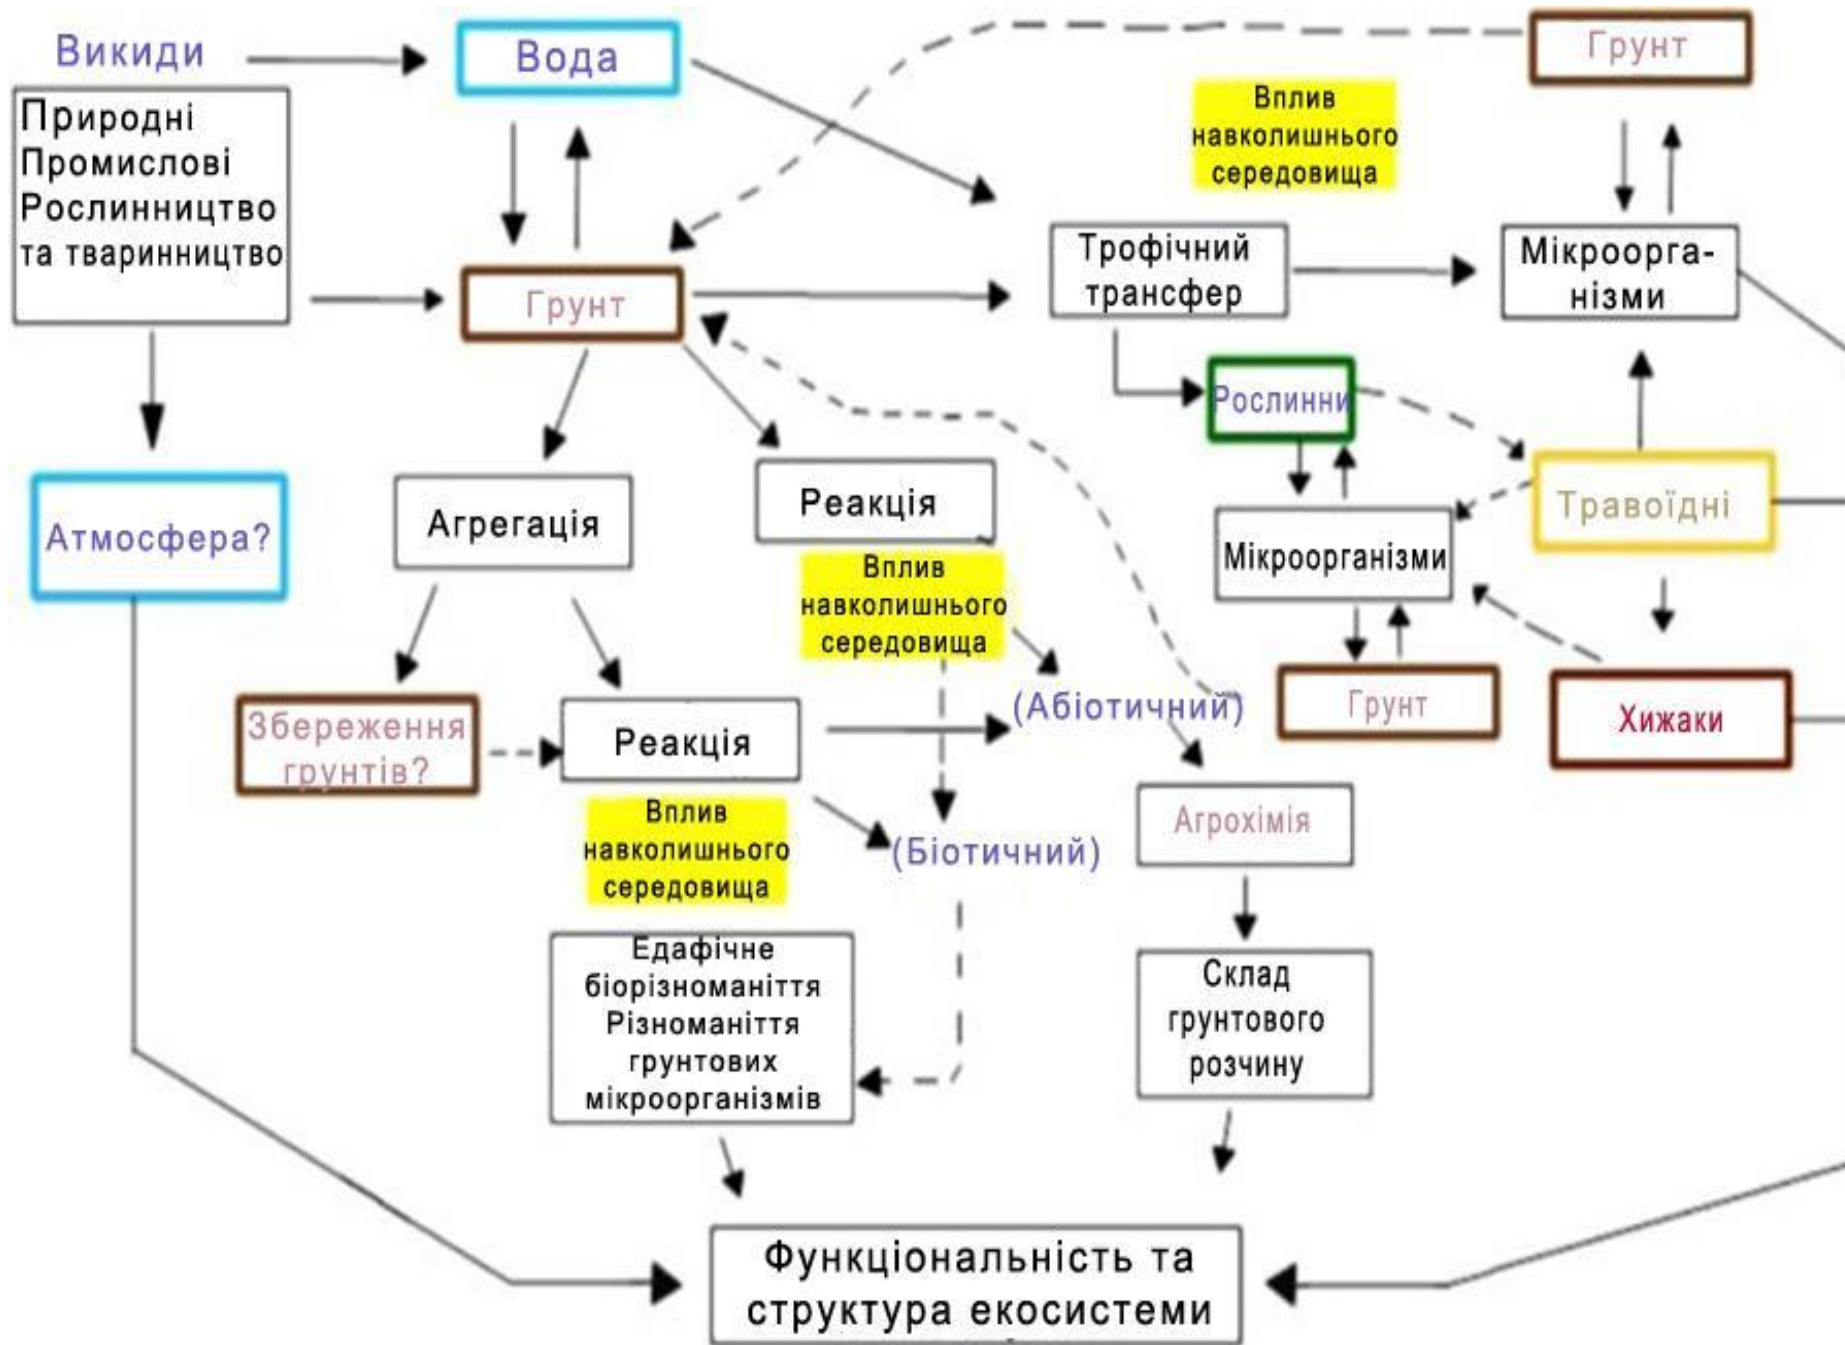 Викиди
Природні
Промислові
Рослинництво
та тваринництво
Вода
Грунт
Вплив
навколишнього
середовища
Грунт
Трофічний
трансфер
Мікроорга-
нізми
Рослинни
Травоїдні
Мікроорганізми
Грунт
Хижаки
Атмосфера?
Агрегація
Реакція
Вплив
навколишнього
середовища
Збереження
грунтів?
Реакція
(Абіотичний)
Вплив
навколишнього
середовища
(Біотичний)
Агрохімія
Едафічне
біорізноманіття
Різноманіття
грунтових
мікроорганізмів
Склад
грунтового
розчину
Функціональність та
структура екосистеми